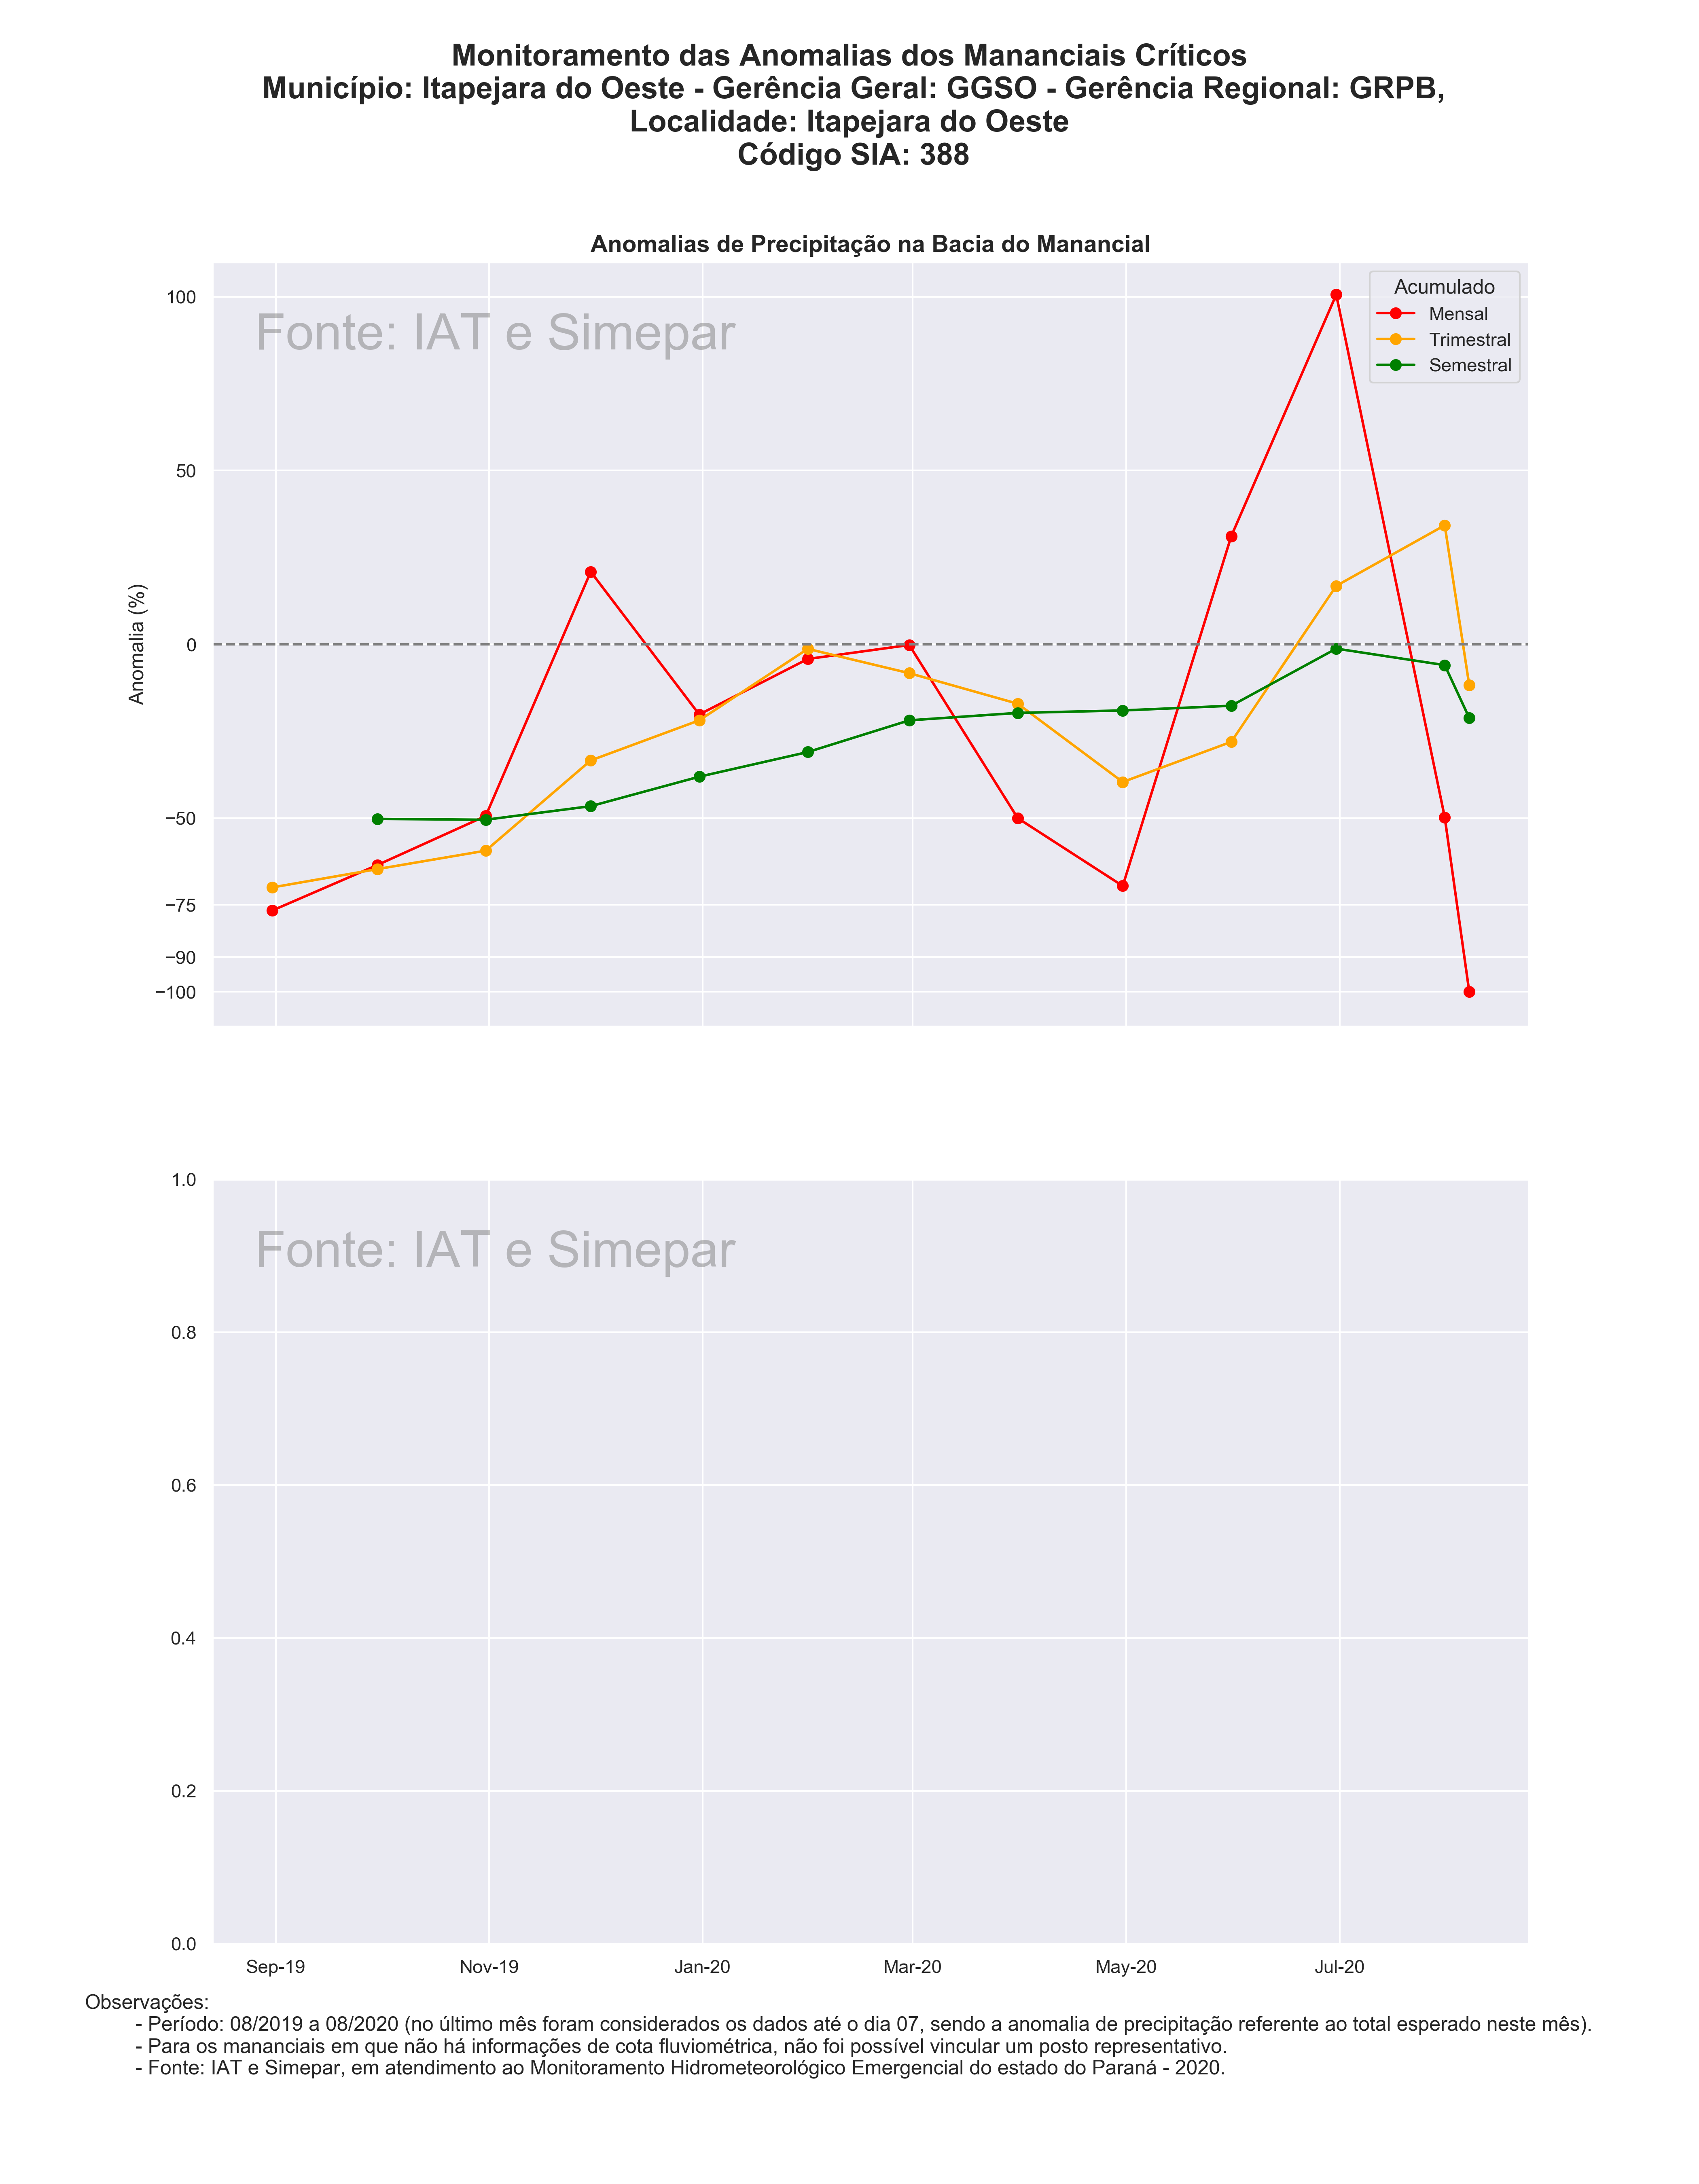 Monitoramento das Anomalias dos Mananciais Críticos
Município: Itapejara do Oeste - Gerência Geral: GGSO - Gerência Regional: GRPB,
Localidade: Itapejara do Oeste
Código SIA: 388
Anomalias de Precipitação na Bacia do Manancial
Fonte: IAT e Simepar
Acumulado
Mensal
Trimestral
Semestral
Anomalia (%)
100
50
0
−50
−75
−90
−100
Fonte: IAT e Simepar
1.0
0.8
0.6
0.4
0.2
0.0
Sep-19 Nov-19 Jan-20 Mar-20 May-20 Jul-20
Observações:
- Período: 08/2019 a 08/2020 (no último mês foram considerados os dados até o dia 07, sendo a anomalia de precipitação referente ao total esperado neste mês).
- Para os mananciais em que não há informações de cota fluviométrica, não foi possível vincular um posto representativo.
- Fonte: IAT e Simepar, em atendimento ao Monitoramento Hidrometeorológico Emergencial do estado do Paraná - 2020.